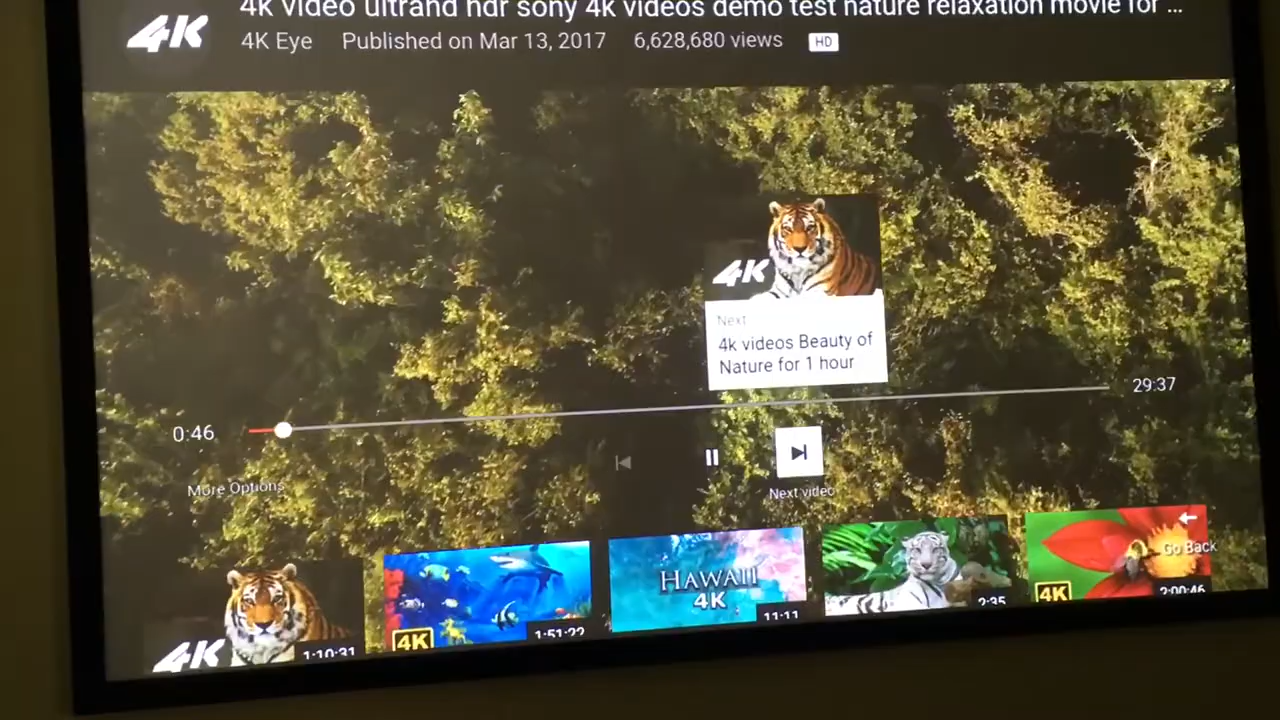 4k video ultrahd hdr sony 4k videos demo test nature relaxation movie for ...
4K
4K Eye Published on Mar 13, 2017 6,628,680 views HD
4K
Next
4k videos Beauty of
Nature for 1 hour
0:46
29:37
More Options
Next video
Go Back
4K 1:10:31
4K 1:51:22
HAWAII
4K
11:11
2:35
4K 2:00:46